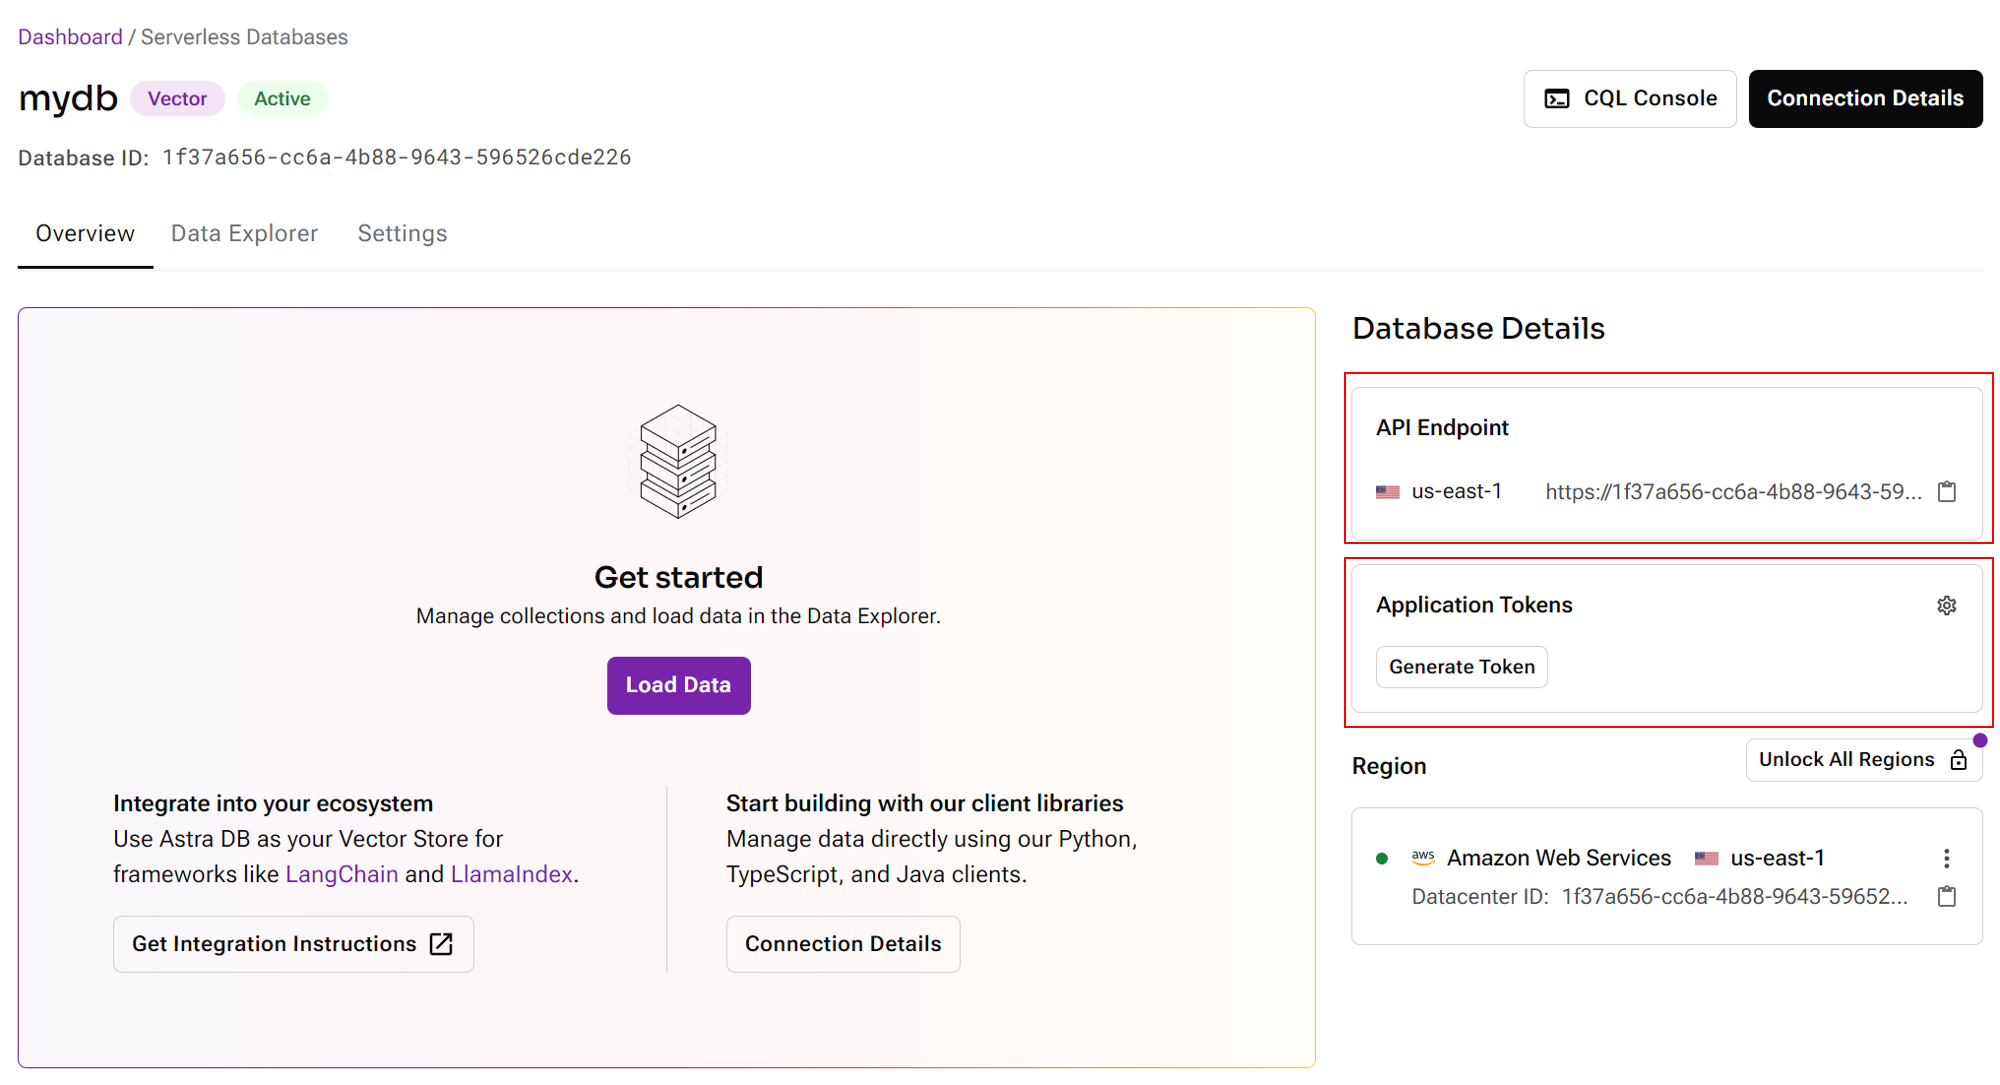 Dashboard / Serverless Databases
mydb Vector Active
CQL Console
Connection Details
Database ID: 1f37a656-cc6a-4b88-9643-596526cde226
Overview Data Explorer Settings
Get started
Manage collections and load data in the Data Explorer.
Load Data
Integrate into your ecosystem
Use Astra DB as your Vector Store for
frameworks like LangChain and LlamaIndex.
Get Integration Instructions
Start building with our client libraries
Manage data directly using our Python,
TypeScript, and Java clients.
Connection Details
Database Details
API Endpoint
us-east-1 https://1f37a656-cc6a-4b88-9643-59...
Application Tokens
Generate Token
Region
Unlock All Regions
aws Amazon Web Services us-east-1
Datacenter ID: 1f37a656-cc6a-4b88-9643-59652...